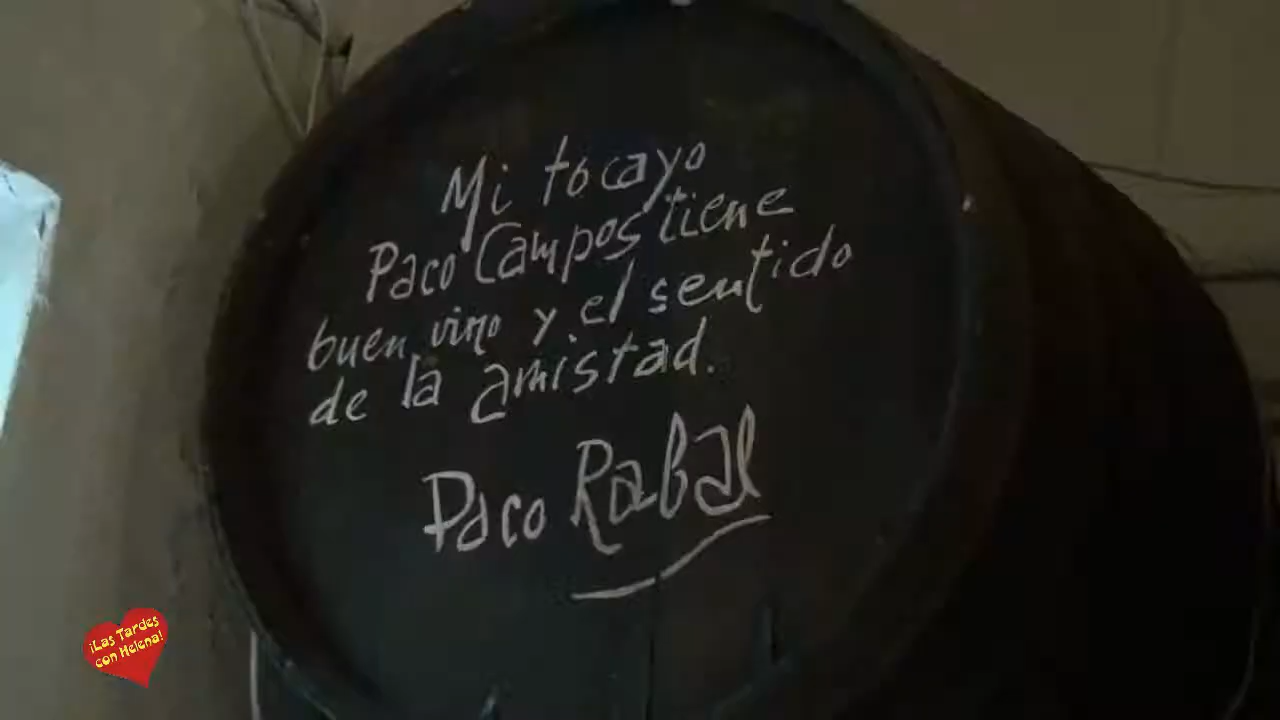 Mi tocayo
Paco Campos tiene
buen vino y el sentido
de la amistad.
Paco Rabal
¡Las Tardes
con Helena!